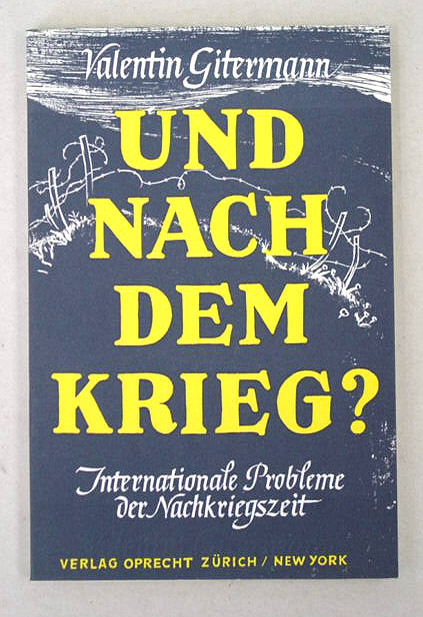 Valentin Gitermann
UND
NACH
DEM
KRIEG?
Internationale Probleme
der Nachkriegszeit
VERLAG OPRECHT ZÜRICH / NEW YORK